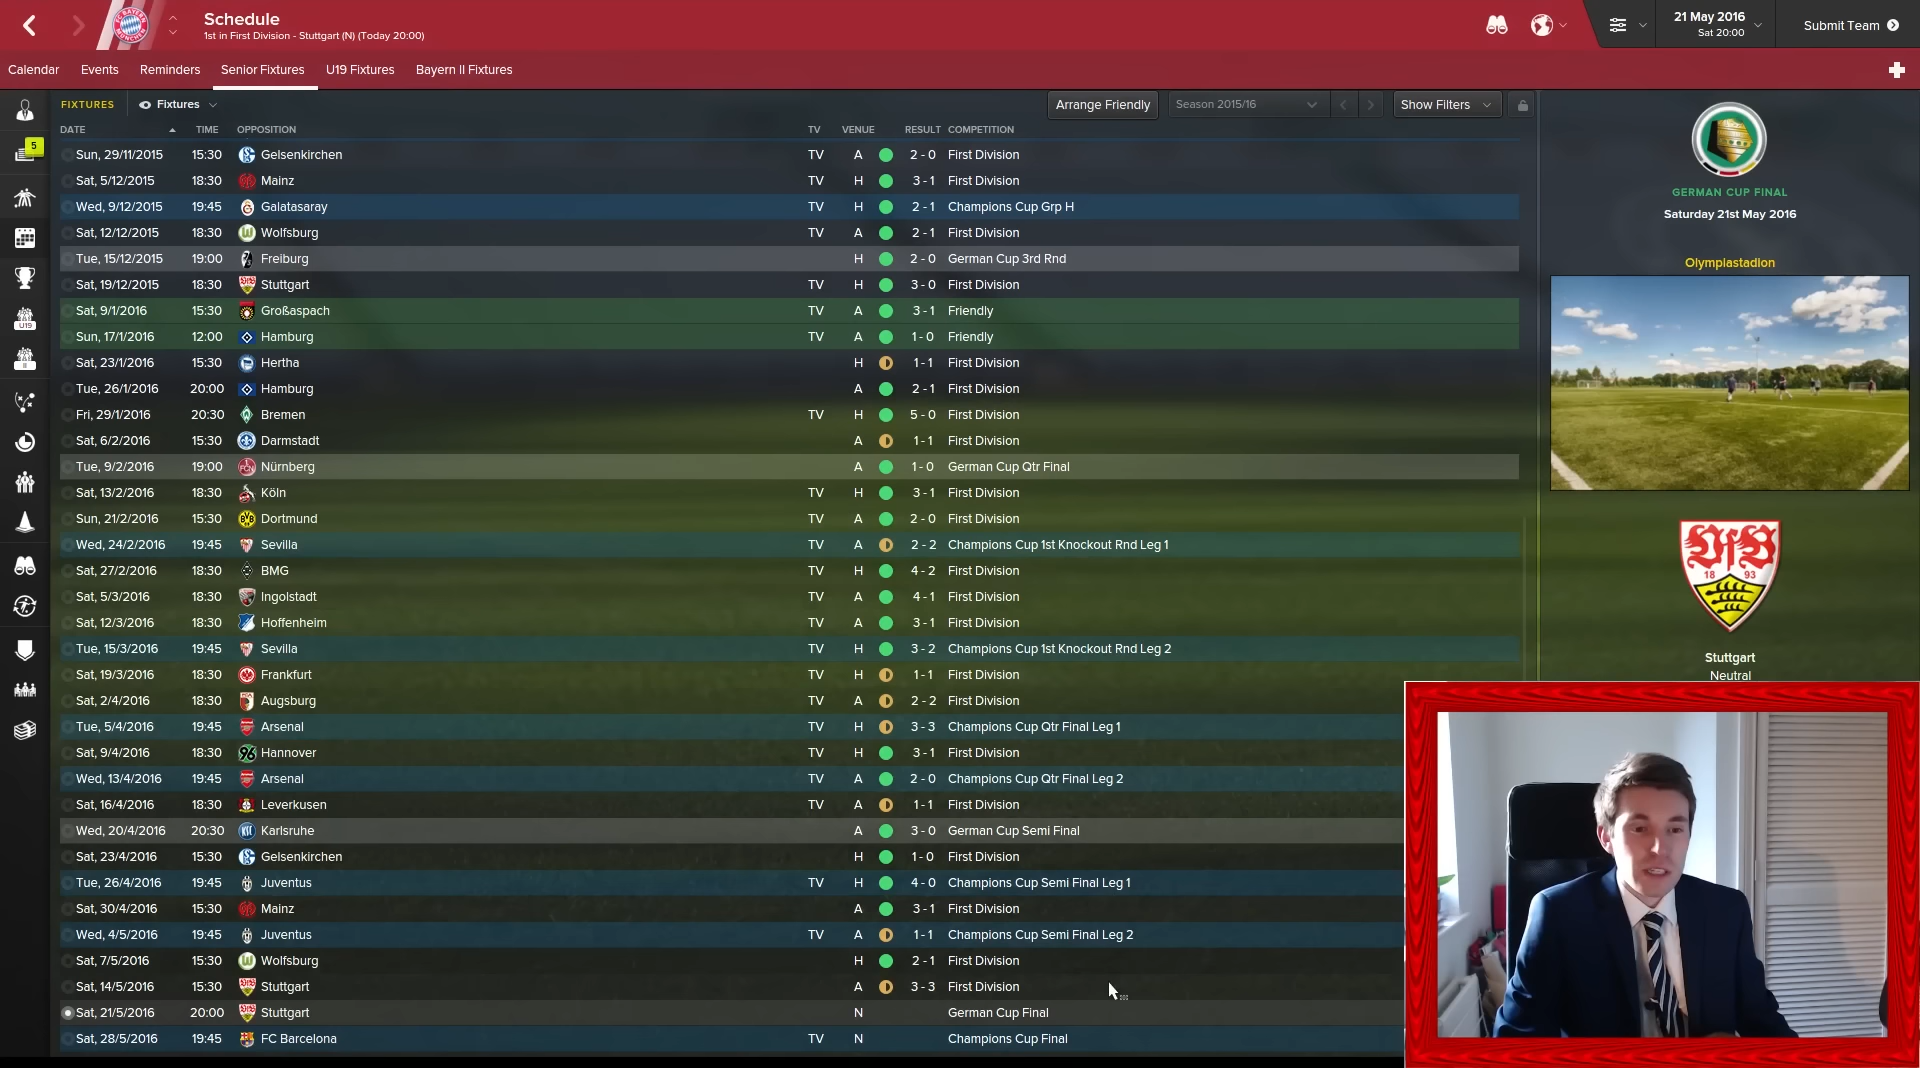 Schedule
1st in First Division - Stuttgart (N) (Today 20:00)
21 May 2016
Sat 20:00
Submit Team
Calendar Events Reminders Senior Fixtures U19 Fixtures Bayern II Fixtures
FIXTURES Fixtures Arrange Friendly Season 2015/16 Show Filters
DATE TIME OPPOSITION TV VENUE RESULT COMPETITION
Sun, 29/11/2015 15:30 Gelsenkirchen TV A 2 - 0 First Division
Sat, 5/12/2015 18:30 Mainz TV H 3 - 1 First Division
Wed, 9/12/2015 19:45 Galatasaray TV H 2 - 1 Champions Cup Grp H
Sat, 12/12/2015 18:30 Wolfsburg TV A 2 - 1 First Division
Tue, 15/12/2015 19:00 Freiburg H 2 - 0 German Cup 3rd Rnd
Sat, 19/12/2015 18:30 Stuttgart TV H 3 - 0 First Division
Sat, 9/1/2016 15:30 Großaspach TV A 3 - 1 Friendly
Sun, 17/1/2016 12:00 Hamburg TV A 1 - 0 Friendly
Sat, 23/1/2016 15:30 Hertha H 1 - 1 First Division
Tue, 26/1/2016 20:00 Hamburg A 2 - 1 First Division
Fri, 29/1/2016 20:30 Bremen TV H 5 - 0 First Division
Sat, 6/2/2016 15:30 Darmstadt A 1 - 1 First Division
Tue, 9/2/2016 19:00 Nürnberg A 1 - 0 German Cup Qtr Final
Sat, 13/2/2016 18:30 Köln TV H 3 - 1 First Division
Sun, 21/2/2016 15:30 Dortmund TV A 2 - 0 First Division
Wed, 24/2/2016 19:45 Sevilla TV A 2 - 2 Champions Cup 1st Knockout Rnd Leg 1
Sat, 27/2/2016 18:30 BMG TV H 4 - 2 First Division
Sat, 5/3/2016 18:30 Ingolstadt TV A 4 - 1 First Division
Sat, 12/3/2016 18:30 Hoffenheim TV A 3 - 1 First Division
Tue, 15/3/2016 19:45 Sevilla TV H 3 - 2 Champions Cup 1st Knockout Rnd Leg 2
Sat, 19/3/2016 18:30 Frankfurt TV H 1 - 1 First Division
Sat, 2/4/2016 18:30 Augsburg TV A 2 - 2 First Division
Tue, 5/4/2016 19:45 Arsenal TV H 3 - 3 Champions Cup Qtr Final Leg 1
Sat, 9/4/2016 18:30 Hannover TV H 3 - 1 First Division
Wed, 13/4/2016 19:45 Arsenal TV A 2 - 0 Champions Cup Qtr Final Leg 2
Sat, 16/4/2016 18:30 Leverkusen TV A 1 - 1 First Division
Wed, 20/4/2016 20:30 Karlsruhe A 3 - 0 German Cup Semi Final
Sat, 23/4/2016 15:30 Gelsenkirchen H 1 - 0 First Division
Tue, 26/4/2016 19:45 Juventus TV H 4 - 0 Champions Cup Semi Final Leg 1
Sat, 30/4/2016 15:30 Mainz A 3 - 1 First Division
Wed, 4/5/2016 19:45 Juventus TV A 1 - 1 Champions Cup Semi Final Leg 2
Sat, 7/5/2016 15:30 Wolfsburg H 2 - 1 First Division
Sat, 14/5/2016 15:30 Stuttgart A 3 - 3 First Division
Sat, 21/5/2016 20:00 Stuttgart N German Cup Final
Sat, 28/5/2016 19:45 FC Barcelona TV N Champions Cup Final
5
U19
II
GERMAN CUP FINAL
Saturday 21st May 2016
Olympiastadion
VfB
18 93
Stuttgart
Neutral